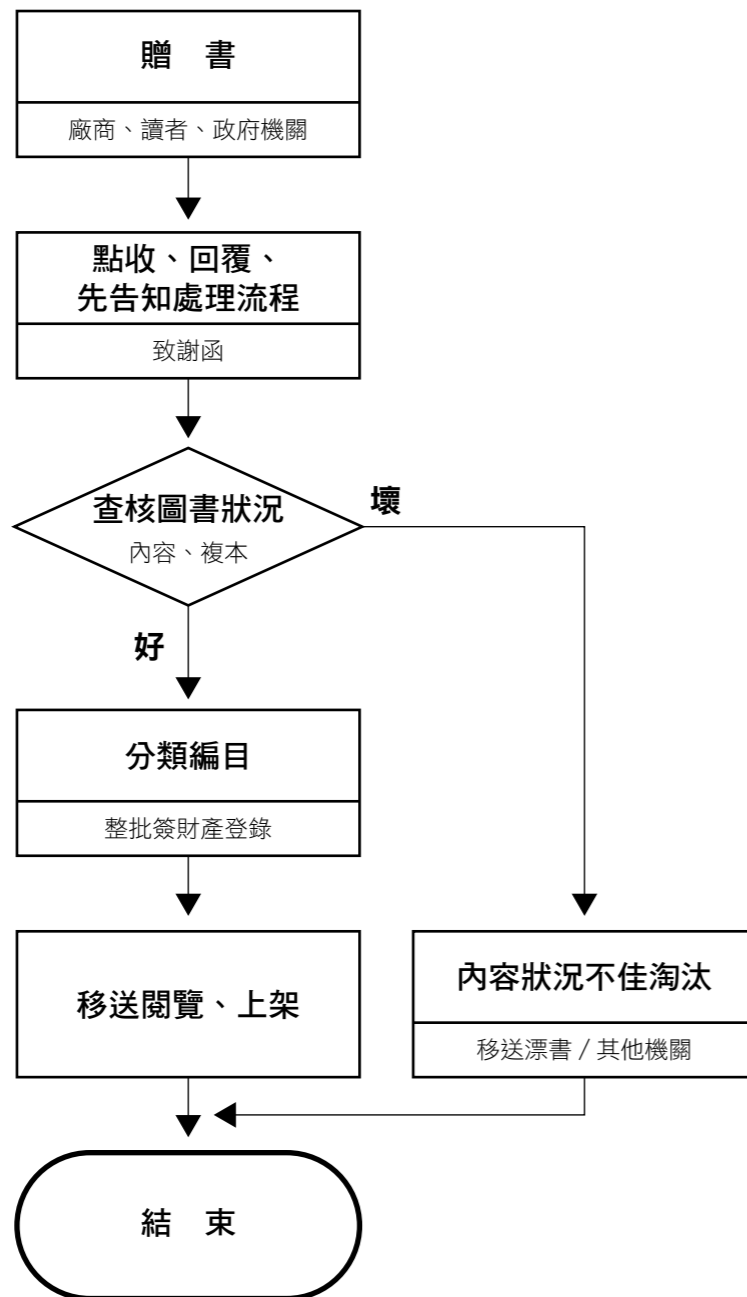 贈 書
廠商、讀者、政府機關
點收、回覆、
先告知處理流程
致謝函
查核圖書狀況
內容、複本
壞
好
分類編目
整批簽財產登錄
移送閱覽、上架
內容狀況不佳淘汰
移送漂書 / 其他機關
結 束